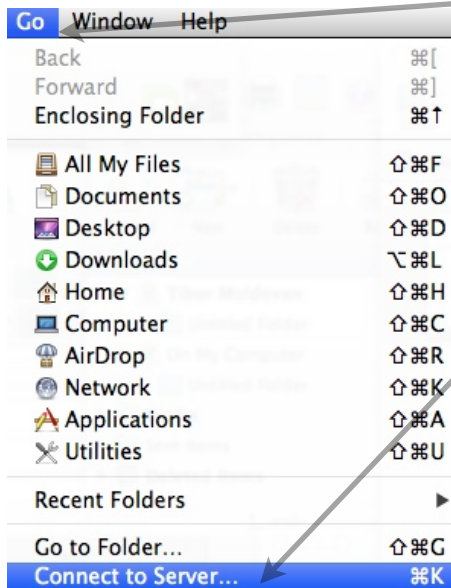 Go Window Help
Back ⌘[
Forward ⌘]
Enclosing Folder ⌘↑
All My Files ⇧⌘F
Documents ⇧⌘O
Desktop ⇧⌘D
Downloads ⌥⌘L
Home ⇧⌘H
Computer ⇧⌘C
AirDrop ⇧⌘R
Network ⇧⌘K
Applications ⇧⌘A
Utilities ⇧⌘U
Recent Folders ▶
Go to Folder... ⇧⌘G
Connect to Server... ⌘K